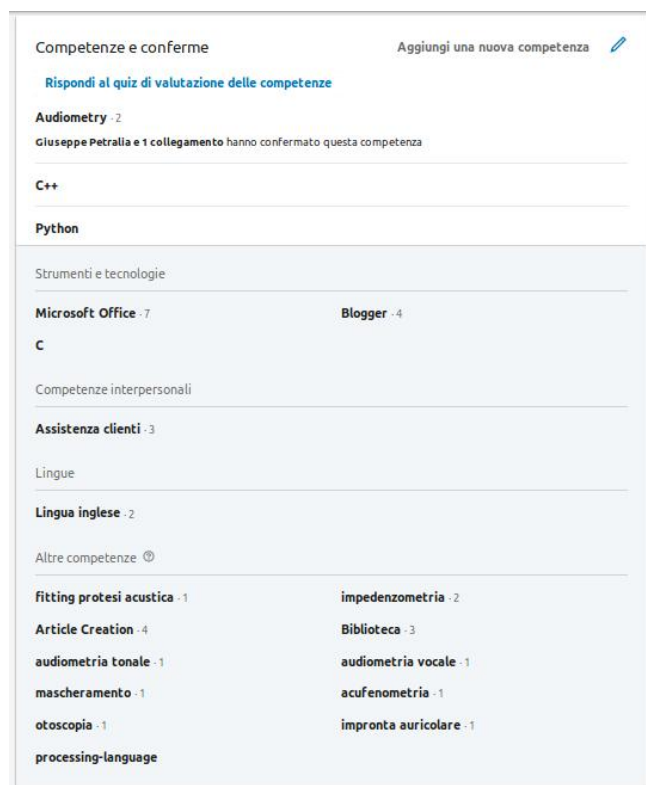 Competenze e conferme Aggiungi una nuova competenza
Rispondi al quiz di valutazione delle competenze
Audiometry · 2
Giuseppe Petralia e 1 collegamento hanno confermato questa competenza
C++
Python
Strumenti e tecnologie
Microsoft Office · 7 Blogger · 4
C
Competenze interpersonali
Assistenza clienti · 3
Lingue
Lingua inglese · 2
Altre competenze ?
fitting protesi acustica · 1 impedenzometria · 2
Article Creation · 4 Biblioteca · 3
audiometria tonale · 1 audiometria vocale · 1
mascheramento · 1 acufenometria · 1
otoscopia · 1 impronta auricolare · 1
processing-language